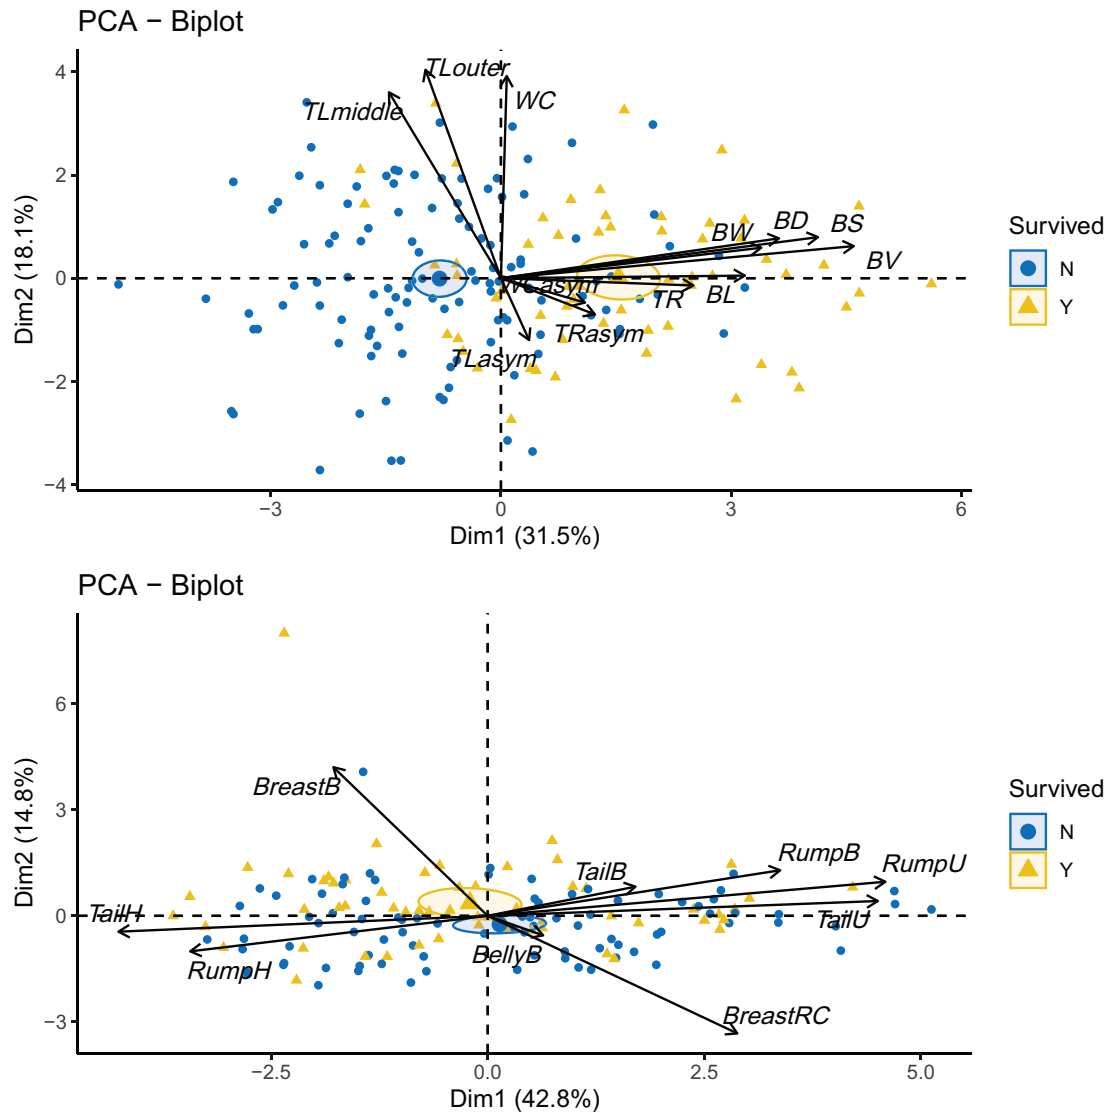 PCA − Biplot
TLouter
TLmiddle
WC
BW
BD
BS
BV
WCasym
TR
BL
TRasym
TLasym
4
2
0
−2
−4
−3
0
3
6
Dim1 (31.5%)
Dim2 (18.1%)
Survived
N
Y
PCA − Biplot
BreastB
TailB
RumpB
RumpU
TailH
TailU
RumpH
BellyB
BreastRC
6
3
0
−3
−2.5
0.0
2.5
5.0
Dim1 (42.8%)
Dim2 (14.8%)
Survived
N
Y